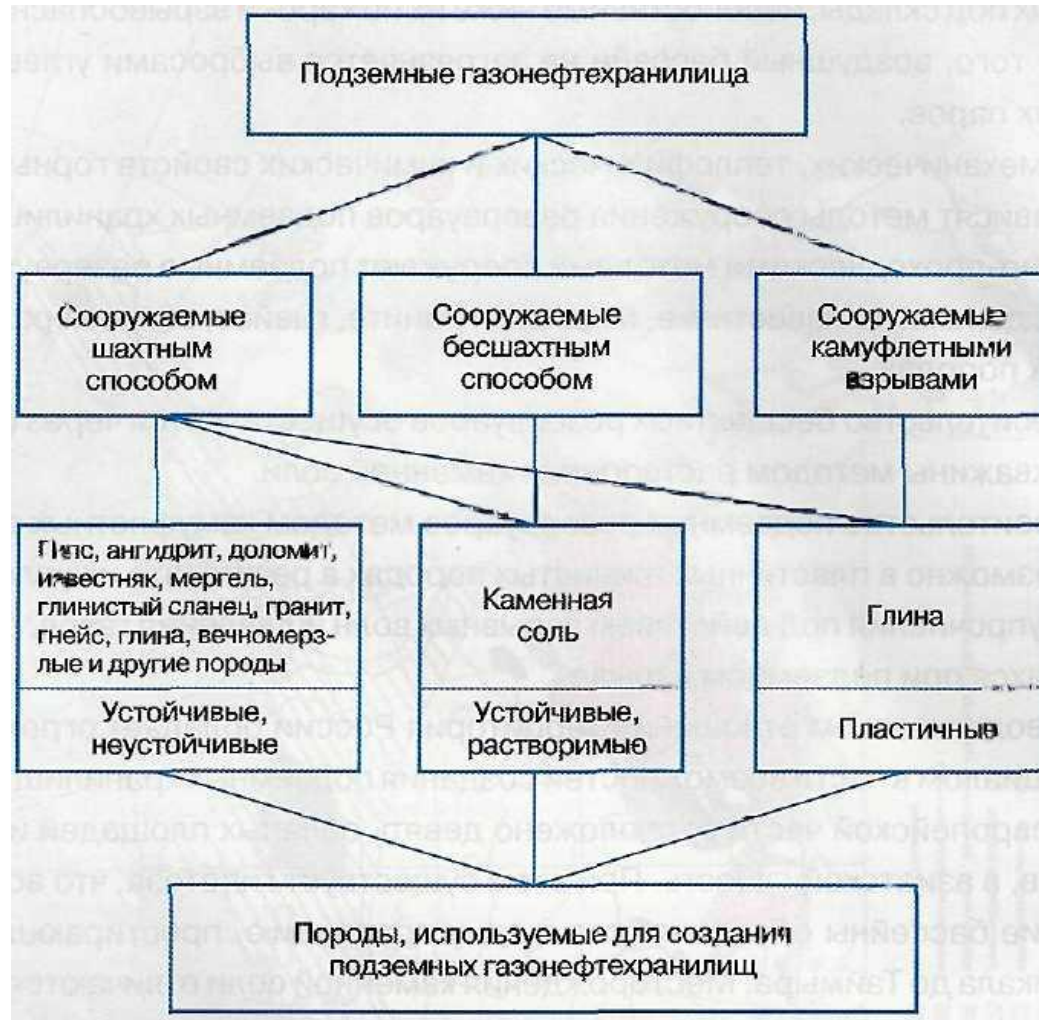 Подземные газонефтехранилища
Сооружаемые
шахтным
способом
Сооружаемые
бесшахтным
способом
Сооружаемые
камуфлетными
взрывами
Гипс, ангидрит, доломит,
известняк, мергель,
глинистый сланец, гранит,
гнейс, глина, вечномерз-
лые и другие породы
Каменная
соль
Глина
Устойчивые,
неустойчивые
Устойчивые,
растворимые
Пластичные
Породы, используемые для создания
подземных газонефтехранилищ